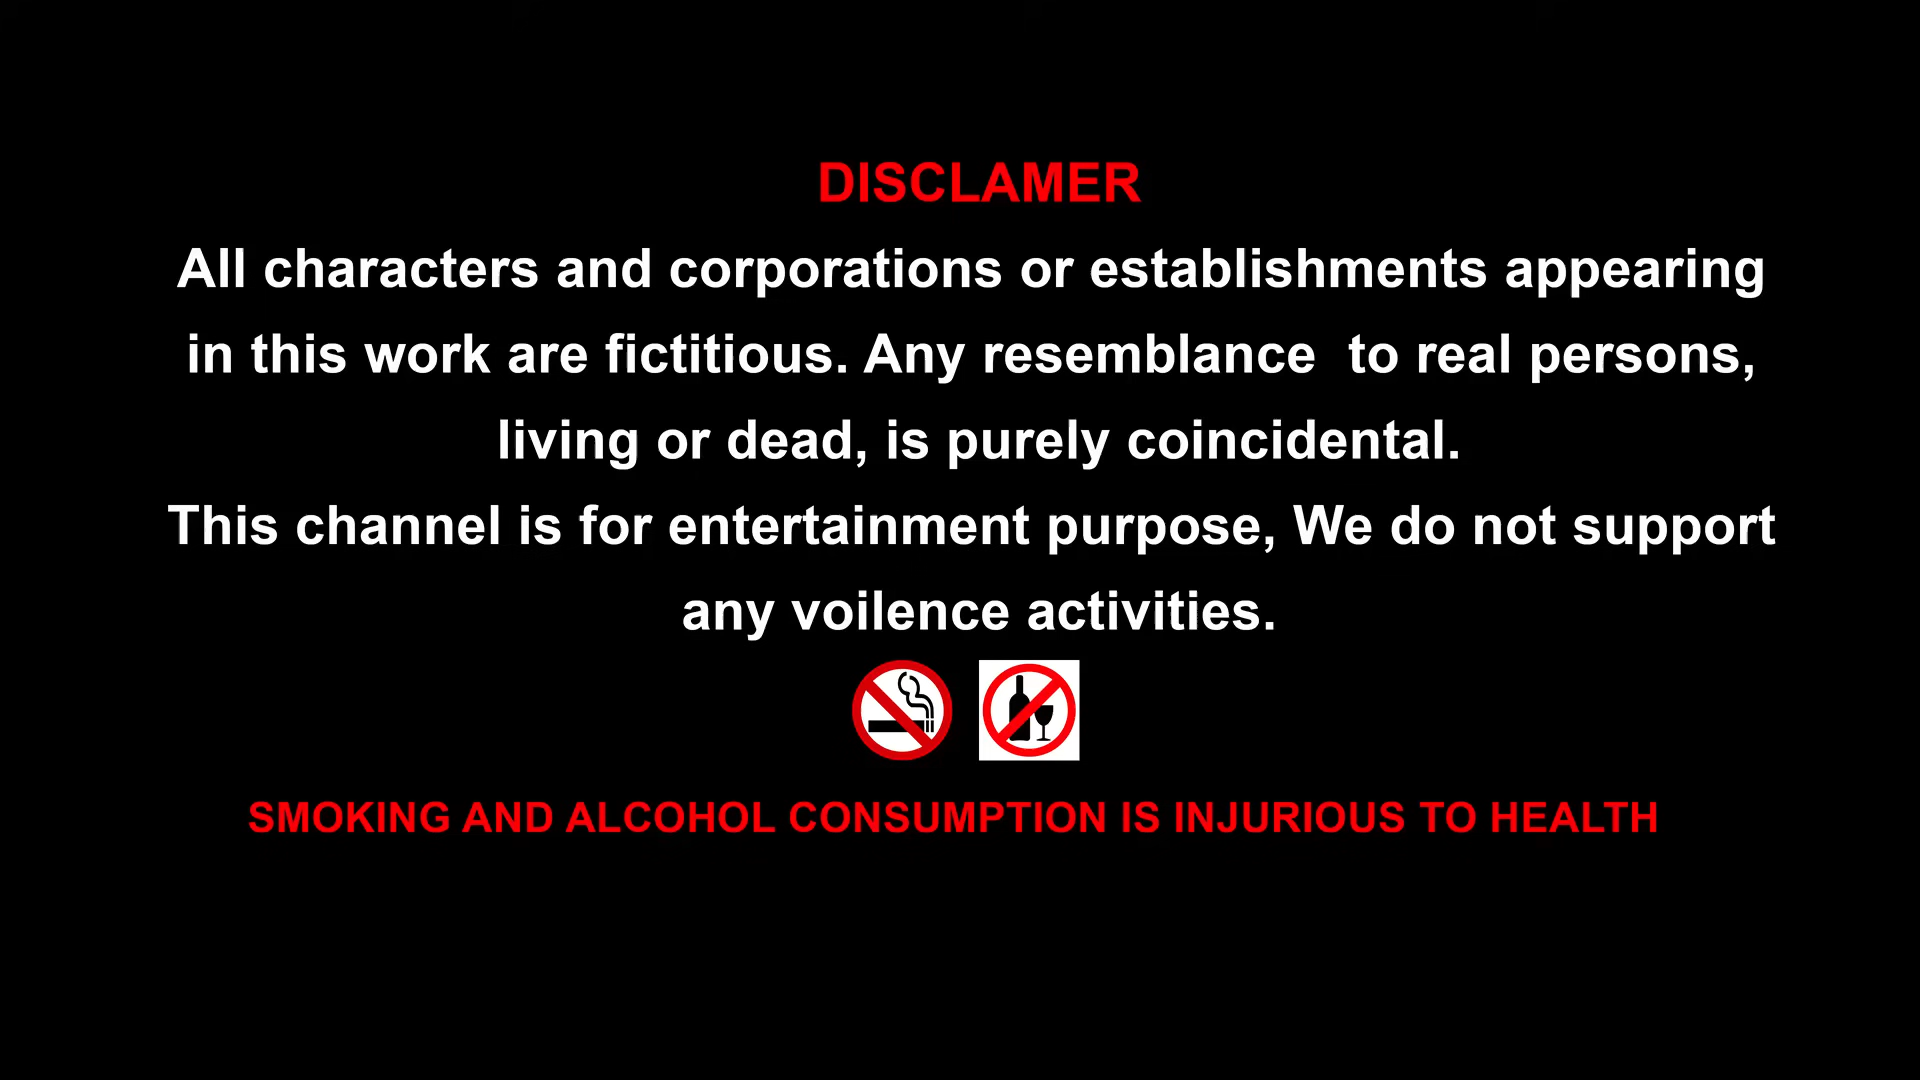 DISCLAMER
All characters and corporations or establishments appearing
in this work are fictitious. Any resemblance  to real persons,
living or dead, is purely coincidental.
This channel is for entertainment purpose, We do not support
any voilence activities.
SMOKING AND ALCOHOL CONSUMPTION IS INJURIOUS TO HEALTH